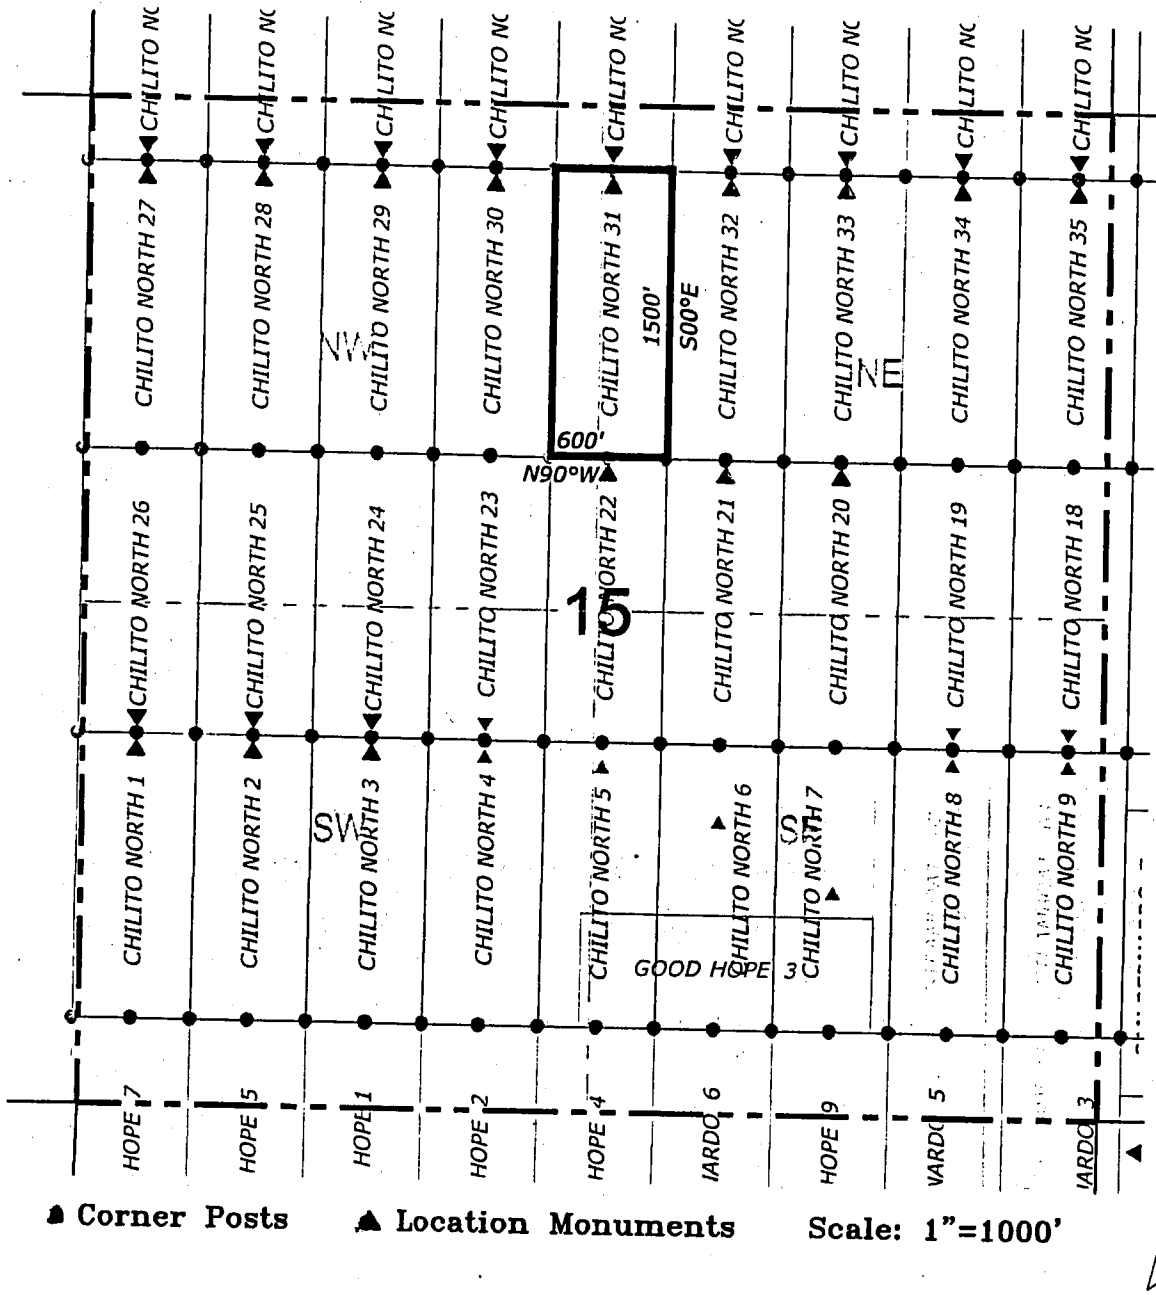 CHILITO NO
CHILITO NO
CHILITO NO
CHILITO NO
CHILITO NO
CHILITO NO
CHILITO NO
CHILITO NO
CHILITO NO
CHILITO NORTH 27
CHILITO NORTH 28
CHILITO NORTH 29
CHILITO NORTH 30
CHILITO NORTH 31
CHILITO NORTH 32
CHILITO NORTH 33
CHILITO NORTH 34
CHILITO NORTH 35
1500'
S00°E
NW
NE
600'
N90°W
CHILITO NORTH 26
CHILITO NORTH 25
CHILITO NORTH 24
CHILITO NORTH 23
CHILITO NORTH 22
CHILITO NORTH 21
CHILITO NORTH 20
CHILITO NORTH 19
CHILITO NORTH 18
15
CHILITO NORTH 1
CHILITO NORTH 2
CHILITO NORTH 3
CHILITO NORTH 4
CHILITO NORTH 5
CHILITO NORTH 6
CHILITO NORTH 7
CHILITO NORTH 8
CHILITO NORTH 9
SW
SE
GOOD HOPE 3
HOPE 7
HOPE 5
HOPE 1
HOPE 2
HOPE 4
IARDO 6
HOPE 9
VARDO 5
IARDO 3
Corner Posts
Location Monuments
Scale: 1"=1000'